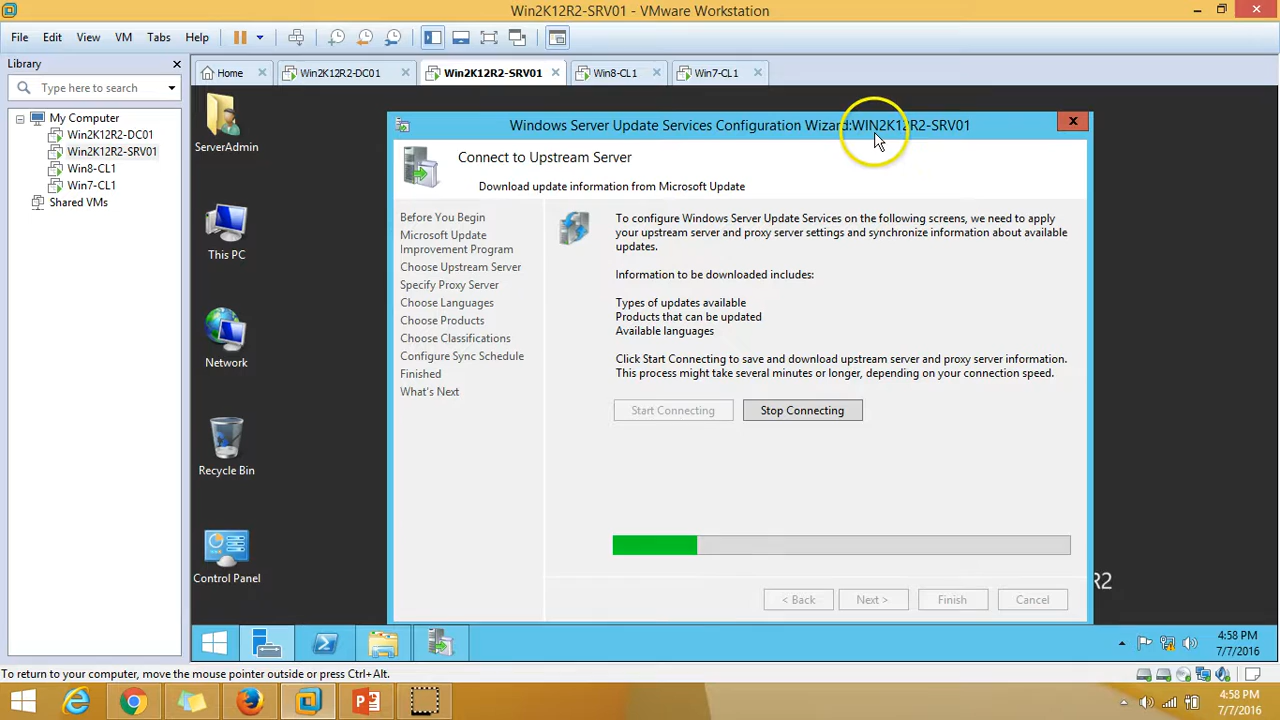 Win2K12R2-SRV01 - VMware Workstation
File Edit View VM Tabs Help
Library
Type here to search
My Computer
Win2K12R2-DC01
Win2K12R2-SRV01
Win8-CL1
Win7-CL1
Shared VMs
Home
Win2K12R2-DC01
Win2K12R2-SRV01
Win8-CL1
Win7-CL1
ServerAdmin
This PC
Network
Recycle Bin
Control Panel
Windows Server Update Services Configuration Wizard:WIN2K12R2-SRV01
Connect to Upstream Server
Download update information from Microsoft Update
Before You Begin
Microsoft Update
Improvement Program
Choose Upstream Server
Specify Proxy Server
Choose Languages
Choose Products
Choose Classifications
Configure Sync Schedule
Finished
What's Next
To configure Windows Server Update Services on the following screens, we need to apply
your upstream server and proxy server settings and synchronize information about available
updates.
Information to be downloaded includes:
Types of updates available
Products that can be updated
Available languages
Click Start Connecting to save and download upstream server and proxy server information.
This process might take several minutes or longer, depending on your connection speed.
Start Connecting
Stop Connecting
< Back
Next >
Finish
Cancel
R2
4:58 PM
7/7/2016
To return to your computer, move the mouse pointer outside or press Ctrl+Alt.
4:58 PM
7/7/2016